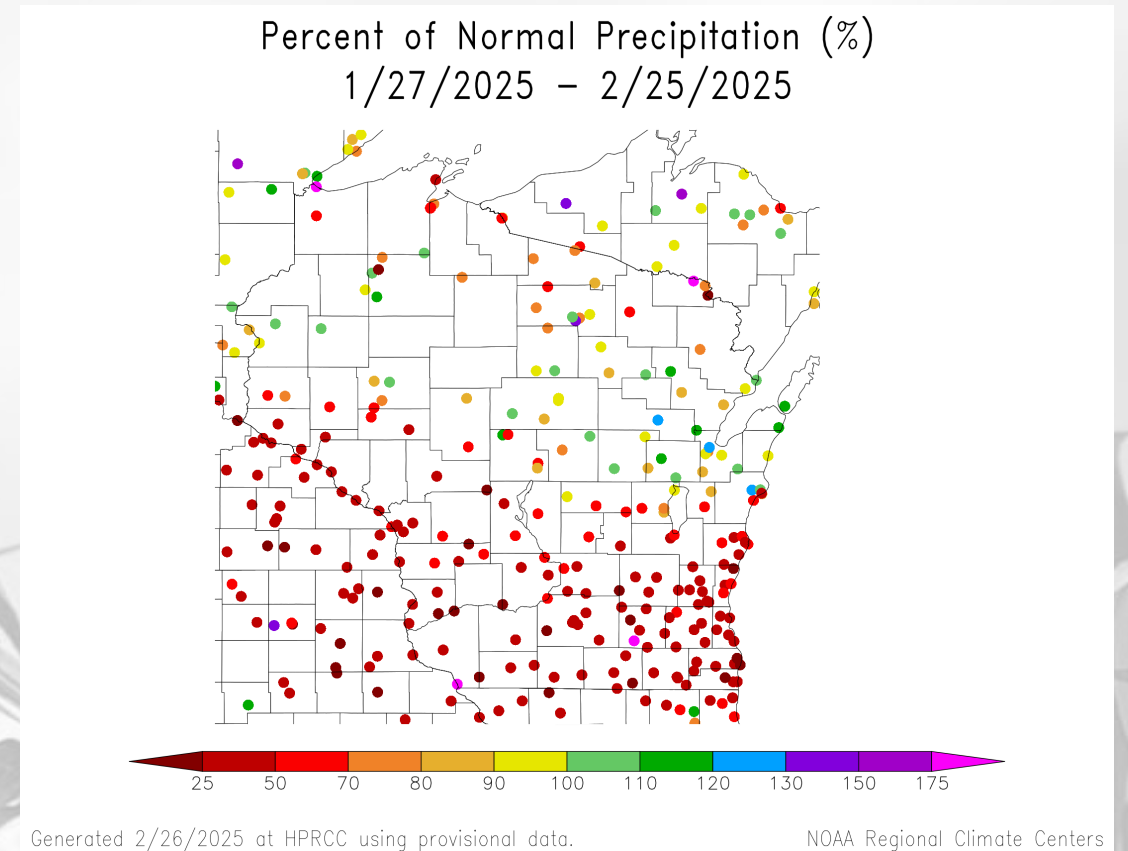 Percent of Normal Precipitation (%)
1/27/2025 – 2/25/2025
25 50 70 80 90 100 110 120 130 150 175
Generated 2/26/2025 at HPRCC using provisional data.
NOAA Regional Climate Centers